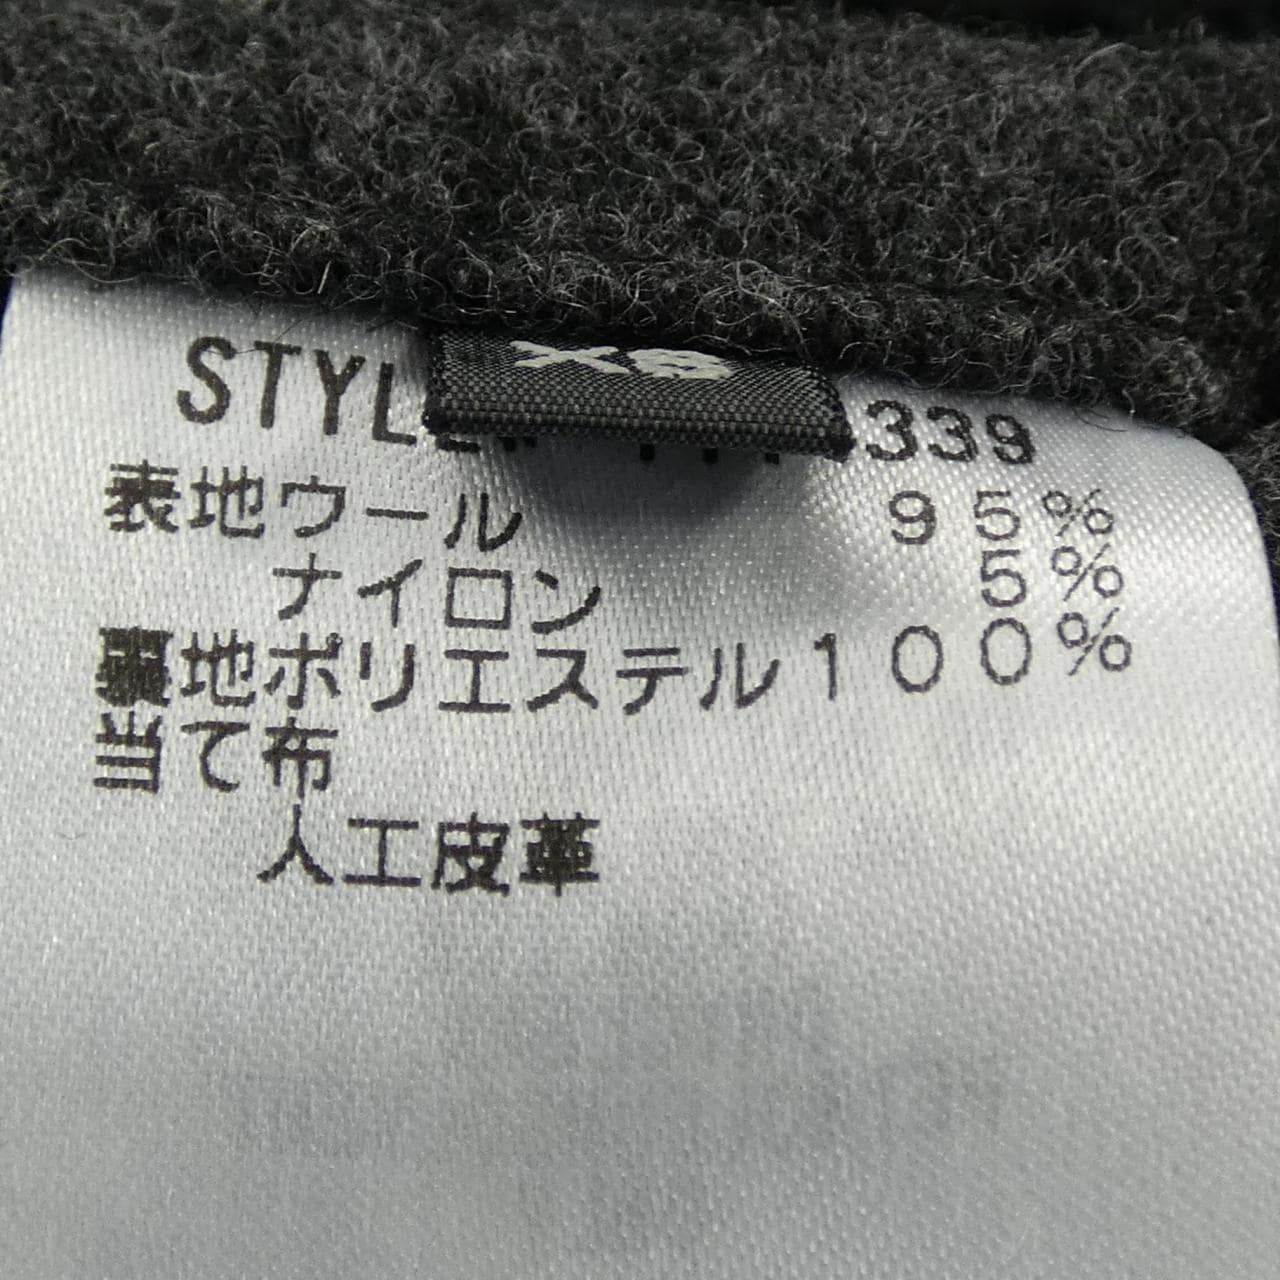 339
表地ウール 95%
ナイロン 5%
裏地ポリエステル100%
当て布
人工皮革